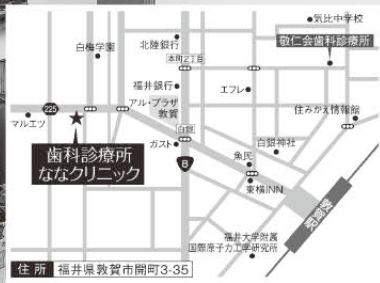 気比中学校
北陸銀行
敬仁会歯科診療所
白梅学園
本町2丁目
福井銀行
エフレ
アル・プラザ
敦賀
225
マルエツ
住みかえ情報館
白銀
ガスト
白銀神社
歯科診療所
ななクリニック
8
魚民
東横INN
敦賀駅
福井大学附属
国際原子力工学研究所
住所 福井県敦賀市開町3-35